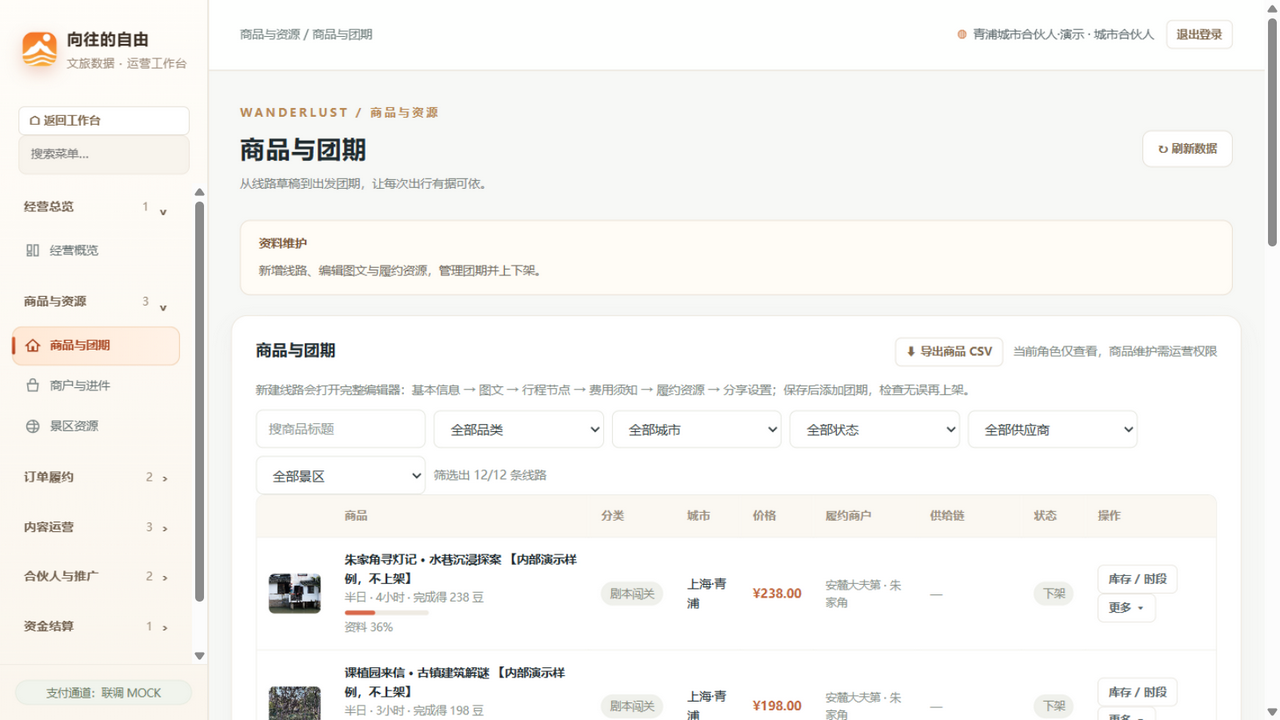 向往的自由
文旅数据 · 运营工作台
返回工作台
搜索菜单...
经营总览 1
经营概览
商品与资源 3
商品与团期
商户与进件
景区资源
订单履约 2
内容运营 3
合伙人与推广 2
资金结算 1
支付通道：联调 MOCK
商品与资源 / 商品与团期
青浦城市合伙人·演示 · 城市合伙人
退出登录
WANDERLUST / 商品与资源
商品与团期
从线路草稿到出发团期，让每次出行有据可依。
↻ 刷新数据
资料维护
新增线路、编辑图文与履约资源，管理团期并上下架。
商品与团期
⬇ 导出商品 CSV
当前角色仅查看，商品维护需运营权限
新建线路会打开完整编辑器：基本信息 → 图文 → 行程节点 → 费用须知 → 履约资源 → 分享设置；保存后添加团期，检查无误再上架。
搜商品标题 全部品类 全部城市 全部状态 全部供应商
全部景区 筛选出 12/12 条线路
商品 分类 城市 价格 履约商户 供给链 状态 操作
朱家角寻灯记 • 水巷沉浸探案 【内部演示样
例，不上架】
半日 · 4小时 · 完成得 238 豆
资料 36%
剧本闯关
上海·青
浦
¥238.00
安麓大夫第 · 朱
家角
—
下架
库存 / 时段
更多
课植园来信 • 古镇建筑解谜 【内部演示样
例，不上架】
半日 · 3小时 · 完成得 198 豆
剧本闯关
上海·青
浦
¥198.00
安麓大夫第 · 朱
家角
—
下架
库存 / 时段
更多